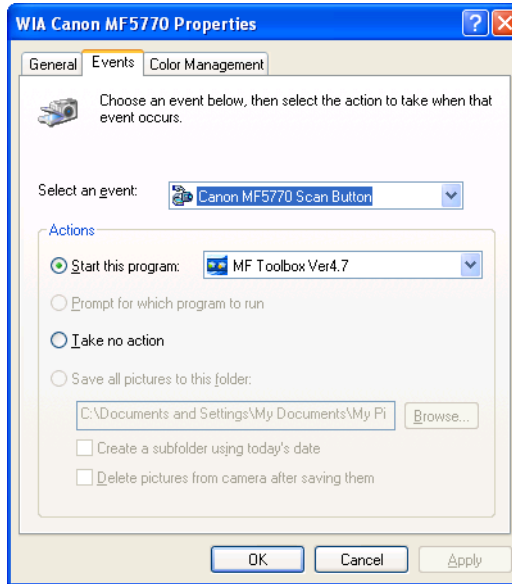 WIA Canon MF5770 Properties
General Events Color Management
Choose an event below, then select the action to take when that
event occurs.
Select an event: Canon MF5770 Scan Button
Actions
Start this program: MF Toolbox Ver4.7
Prompt for which program to run
Take no action
Save all pictures to this folder:
C:\Documents and Settings\My Documents\My Pi Browse...
Create a subfolder using today's date
Delete pictures from camera after saving them
OK Cancel Apply